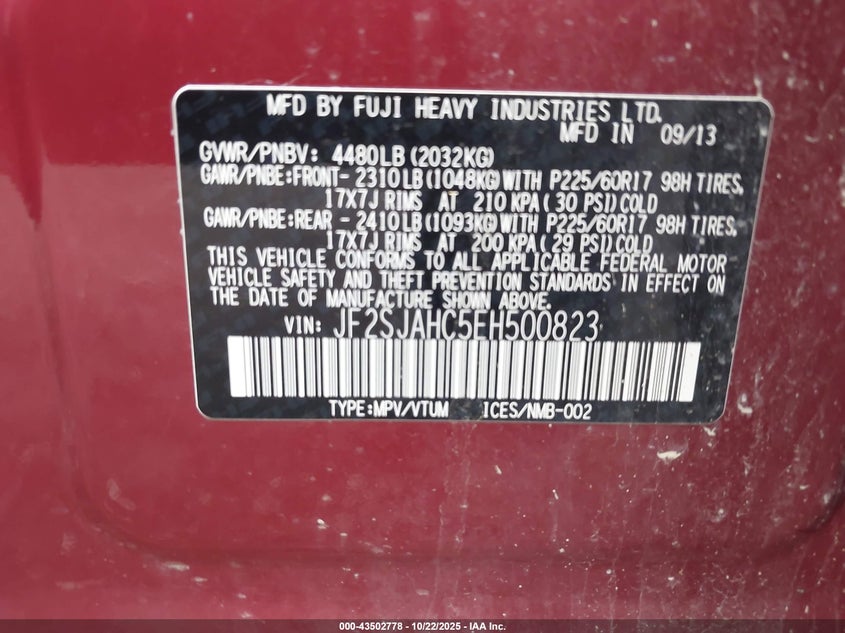 MFD BY FUJI HEAVY INDUSTRIES LTD.
MFD IN 09/13
GVWR/PNBV: 4480LB (2032KG)
GAWR/PNBE:FRONT- 2310LB(1048KG)WITH P225/60R17 98H TIRES,
17X7J RIMS AT 210 KPA( 30 PSI)COLD
GAWR/PNBE:REAR - 2410LB(1093KG)WITH P225/60R17 98H TIRES,
17X7J RIMS AT 200 KPA( 29 PSI)COLD
THIS VEHICLE CONFORMS TO ALL APPLICABLE FEDERAL MOTOR
VEHICLE SAFETY AND THEFT PREVENTION STANDARDS IN EFFECT ON
THE DATE OF MANUFACTURE SHOWN ABOVE.
VIN: JF2SJAHC5EH500823
TYPE:MPV/VTUM ICES/NMB-002
000-43502778 - 10/22/2025 - IAA Inc.